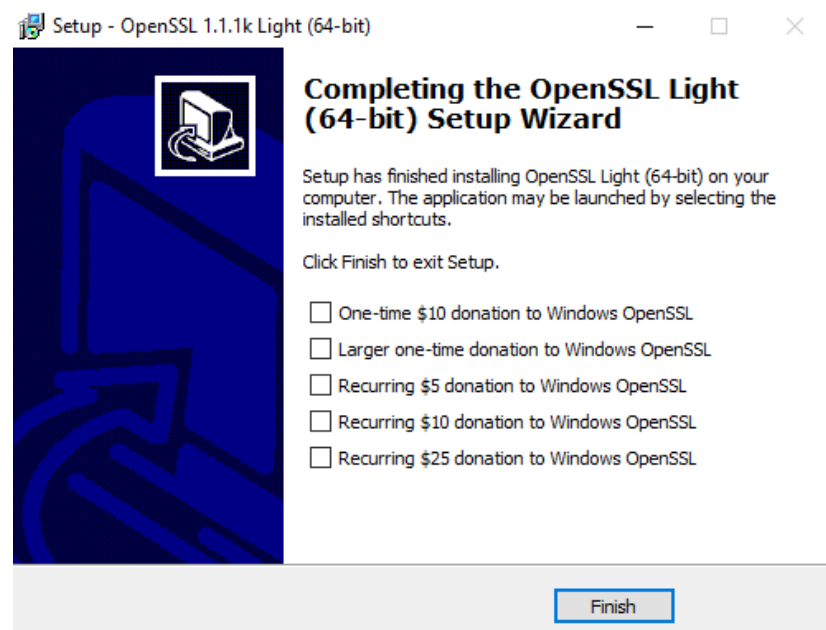 Setup - OpenSSL 1.1.1k Light (64-bit)
Completing the OpenSSL Light
(64-bit) Setup Wizard
Setup has finished installing OpenSSL Light (64-bit) on your
computer. The application may be launched by selecting the
installed shortcuts.
Click Finish to exit Setup.
One-time $10 donation to Windows OpenSSL
Larger one-time donation to Windows OpenSSL
Recurring $5 donation to Windows OpenSSL
Recurring $10 donation to Windows OpenSSL
Recurring $25 donation to Windows OpenSSL
Finish